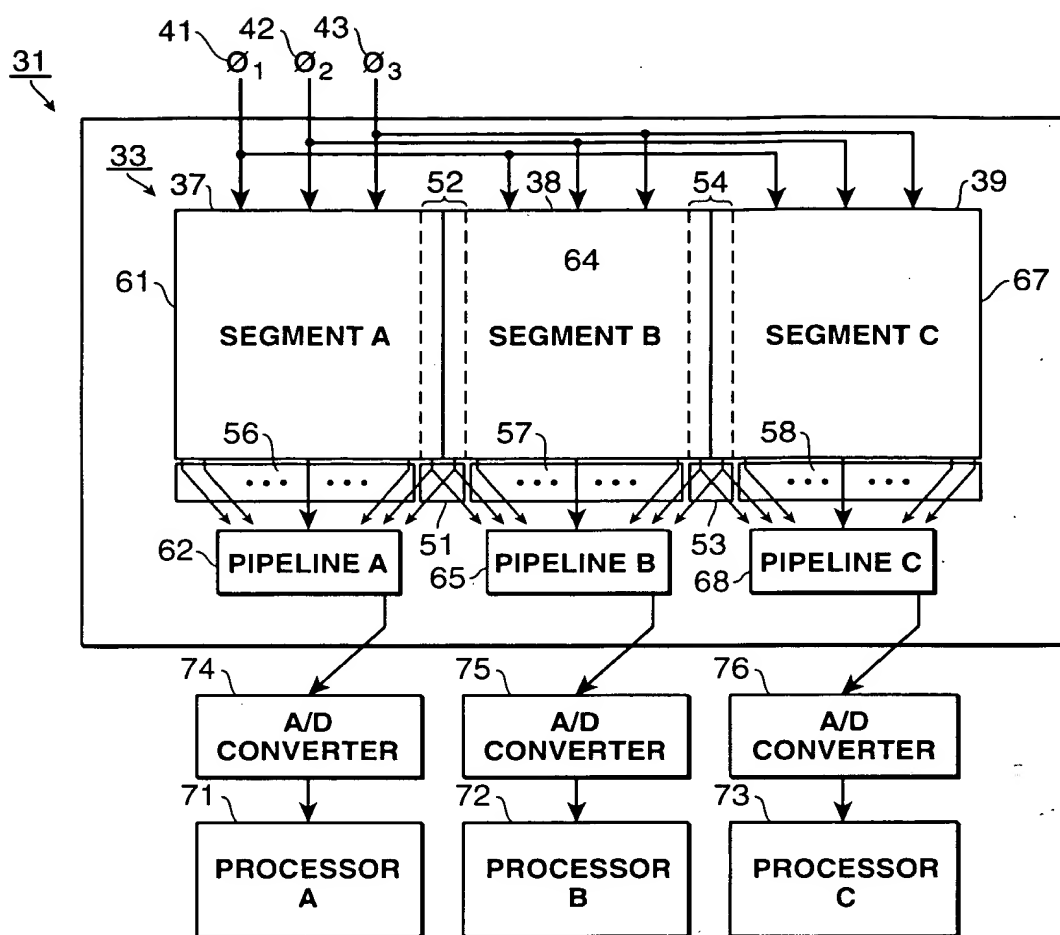 41 42 43
Ø1 Ø2 Ø3
31
33
37 52 38 54 39
64
61 67
SEGMENT A SEGMENT B SEGMENT C
56 57 58
••• ••• ••• ••• ••• •••
62 51 65 53 68
PIPELINE A PIPELINE B PIPELINE C
74 75 76
A/D CONVERTER
A/D CONVERTER
A/D CONVERTER
71 72 73
PROCESSOR A
PROCESSOR B
PROCESSOR C